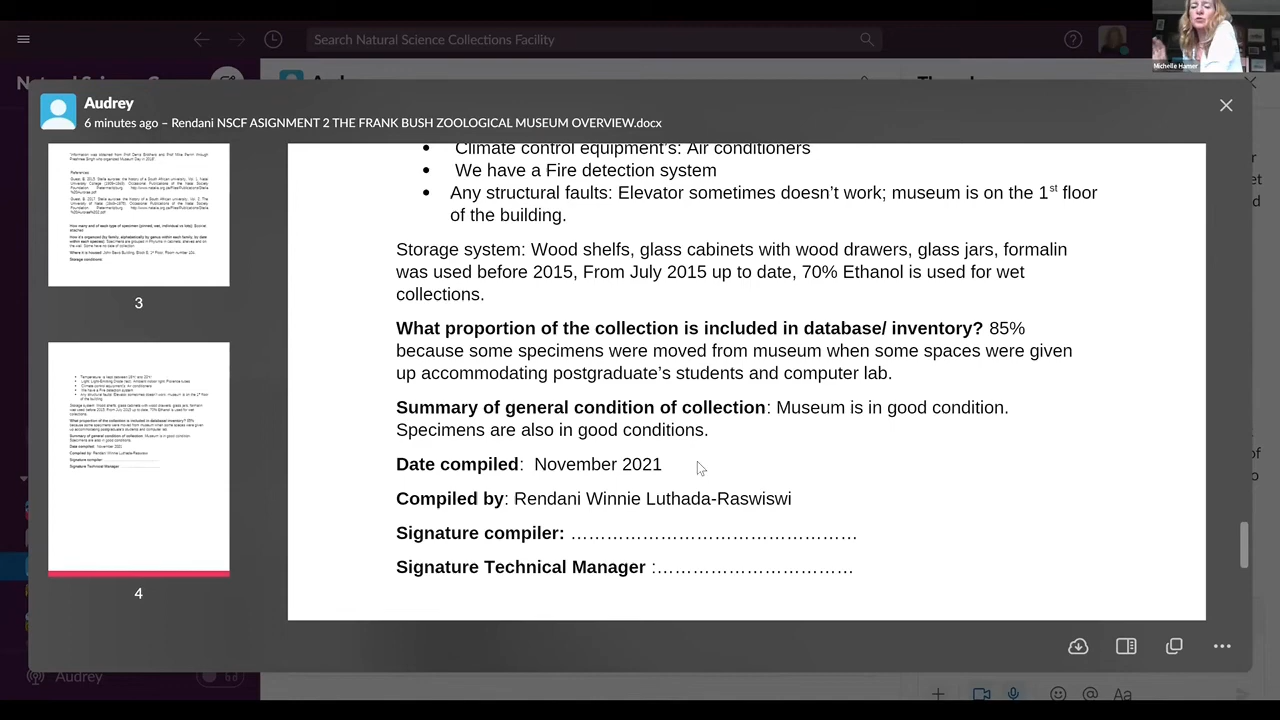 Search Natural Science Collections Facility
Michelle Hamer
Audrey
6 minutes ago – Rendani NSCF ASIGNMENT 2 THE FRANK BUSH ZOOLOGICAL MUSEUM OVERVIEW.docx
• Climate control equipment's: Air conditioners
• We have a Fire detection system
• Any structural faults: Elevator sometimes doesn't work, museum is on the 1st floor
of the building.
Storage system: Wood shelfs, glass cabinets with wood drawers, glass jars, formalin
was used before 2015, From July 2015 up to date, 70% Ethanol is used for wet
collections.
What proportion of the collection is included in database/ inventory? 85%
because some specimens were moved from museum when some spaces were given
up accommodating postgraduate's students and computer lab.
Summary of general condition of collection: Museum is in good condition.
Specimens are also in good conditions.
Date compiled: November 2021
Compiled by: Rendani Winnie Luthada-Raswiswi
Signature compiler: …………………………………………
Signature Technical Manager :……………………………
3
4
Audrey
Aa